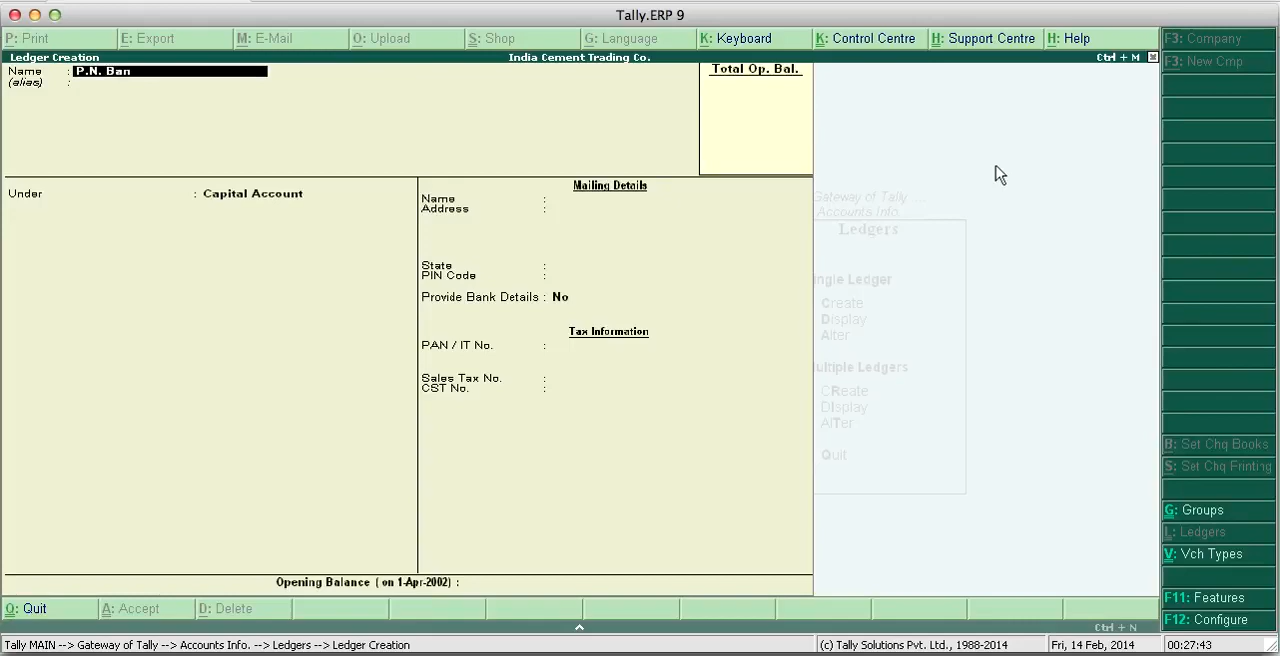 Tally.ERP 9
P: Print E: Export M: E-Mail O: Upload S: Shop G: Language K: Keyboard K: Control Centre H: Support Centre H: Help
F3: Company
Ledger Creation India Cement Trading Co. Ctrl + M
F3: New Cmp
Name : P.N. Ban
(alias) :
Total Op. Bal.
Under : Capital Account
Mailing Details
Name :
Address :
State :
PIN Code :
Provide Bank Details : No
Tax Information
PAN / IT No. :
Sales Tax No. :
CST No. :
Gateway of Tally ....
Accounts Info.
Ledgers
ingle Ledger
Create
Display
Alter
ultiple Ledgers
CReate
DIsplay
AlTer
Quit
B: Set Chq Books
S: Set Chq Printing
G: Groups
L: Ledgers
V: Vch Types
F11: Features
F12: Configure
Opening Balance ( on 1-Apr-2002) :
Q: Quit A: Accept D: Delete
Ctrl + N
Tally MAIN --> Gateway of Tally --> Accounts Info. --> Ledgers --> Ledger Creation (c) Tally Solutions Pvt. Ltd., 1988-2014 Fri, 14 Feb, 2014 00:27:43